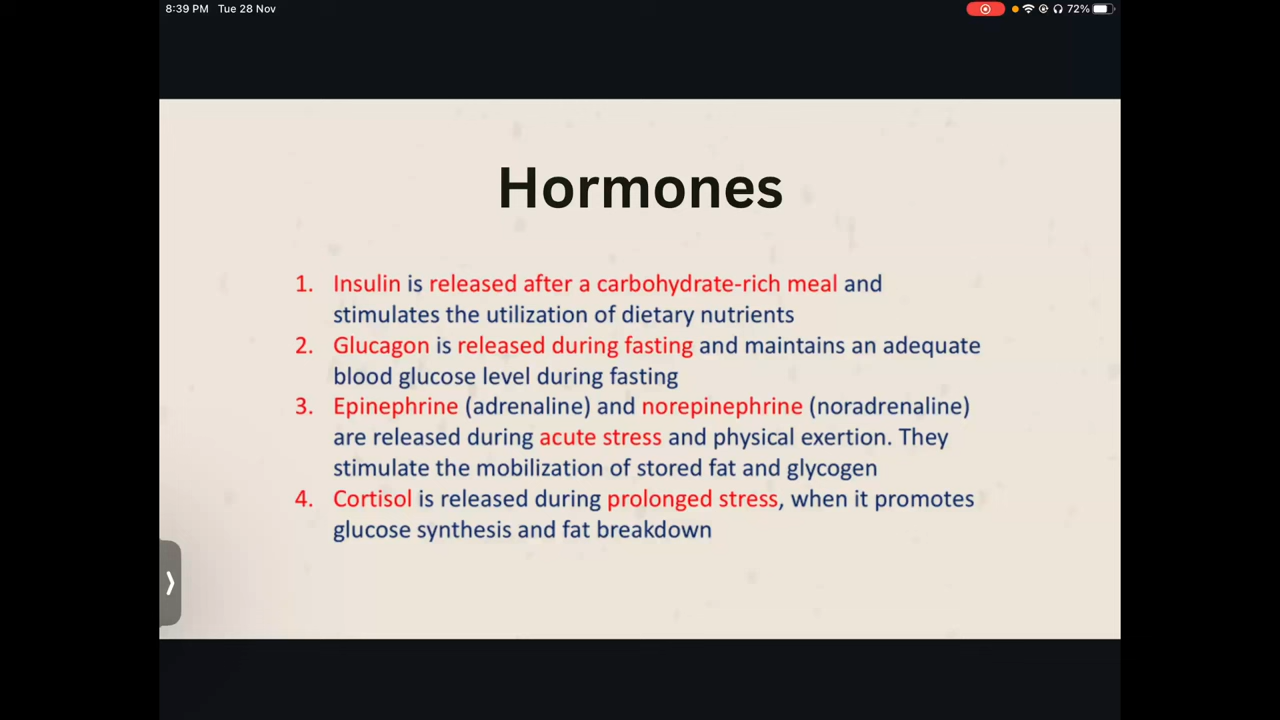 8:39 PM Tue 28 Nov
72%
Hormones
1. Insulin is released after a carbohydrate-rich meal and
stimulates the utilization of dietary nutrients
2. Glucagon is released during fasting and maintains an adequate
blood glucose level during fasting
3. Epinephrine (adrenaline) and norepinephrine (noradrenaline)
are released during acute stress and physical exertion. They
stimulate the mobilization of stored fat and glycogen
4. Cortisol is released during prolonged stress, when it promotes
glucose synthesis and fat breakdown